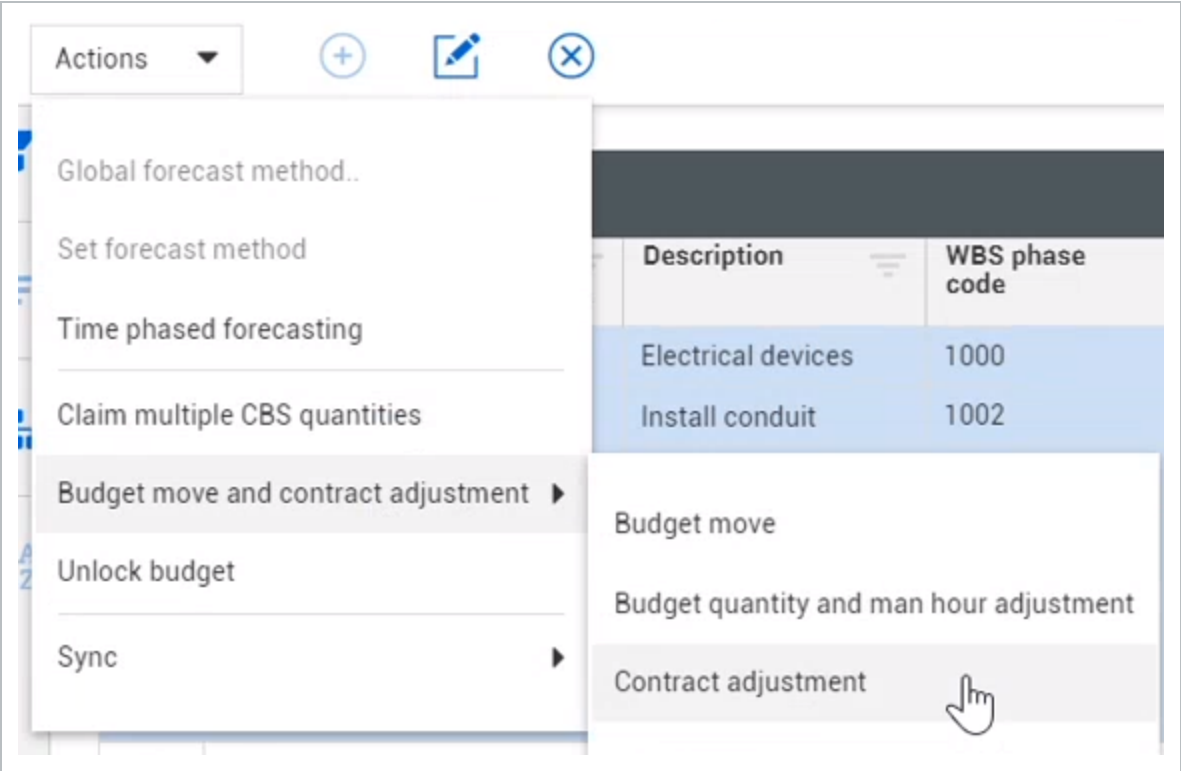 Actions
Global forecast method..
Set forecast method
Time phased forecasting
Claim multiple CBS quantities
Budget move and contract adjustment
Unlock budget
Sync
Description
WBS phase
code
Electrical devices
1000
Install conduit
1002
Budget move
Budget quantity and man hour adjustment
Contract adjustment